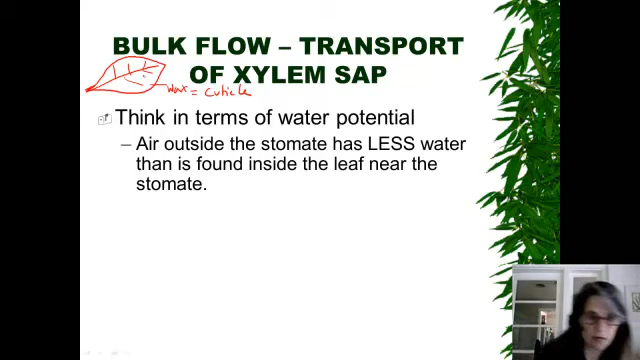 BULK FLOW – TRANSPORT
OF XYLEM SAP
wax = cuticle
Think in terms of water potential
– Air outside the stomate has LESS water
than is found inside the leaf near the
stomate.